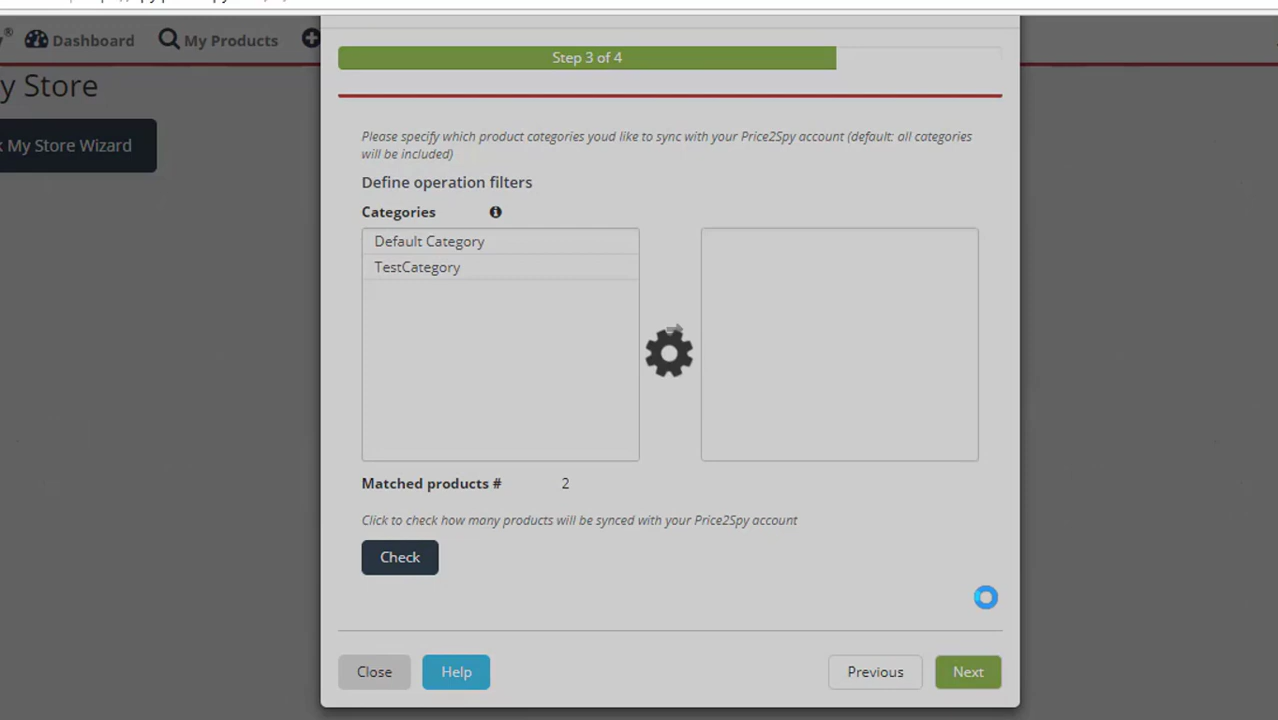 Dashboard My Products
y Store
My Store Wizard
Step 3 of 4
Please specify which product categories youd like to sync with your Price2Spy account (default: all categories
will be included)
Define operation filters
Categories
Default Category
TestCategory
Matched products # 2
Click to check how many products will be synced with your Price2Spy account
Check
Close Help Previous Next